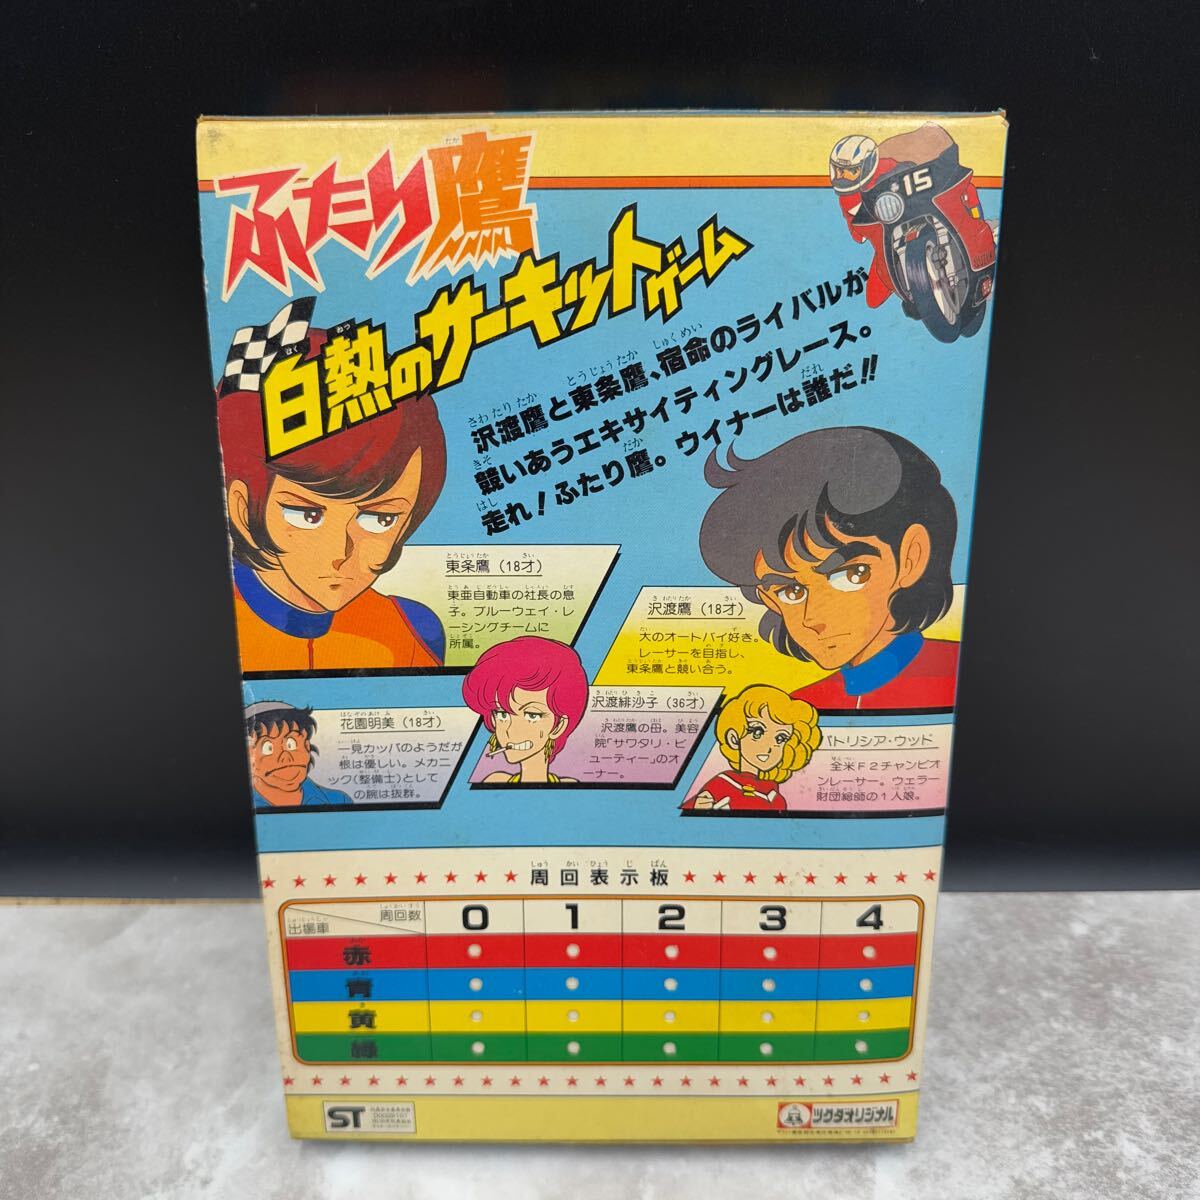 ふたり鷹
白熱のサーキットゲーム
15
沢渡鷹と東条鷹、宿命のライバルが
競いあうエキサイティングレース。
走れ！ふたり鷹。ウイナーは誰だ!!
東条鷹（18才）
東亜自動車の社長の息
子。ブルーウェイ・レ
ーシングチームに
所属。
沢渡鷹（18才）
大のオートバイ好き。
レーサーを目指し、
東条鷹と競い合う。
花園明美（18才）
一見カッパのようだが
根は優しい。メカニ
ック（整備士）として
の腕は抜群。
沢渡緋沙子（36才）
沢渡鷹の母。美容
院「サワタリ・ビ
ューティー」のオ
ーナー。
パトリシア・ウッド
全米F2チャンピオ
ンレーサー。ウェラー
財団総師の1人娘。
周回表示板
周回数
出場車
0 1 2 3 4
赤
青
黄
緑
ST
ツクダオリジナル